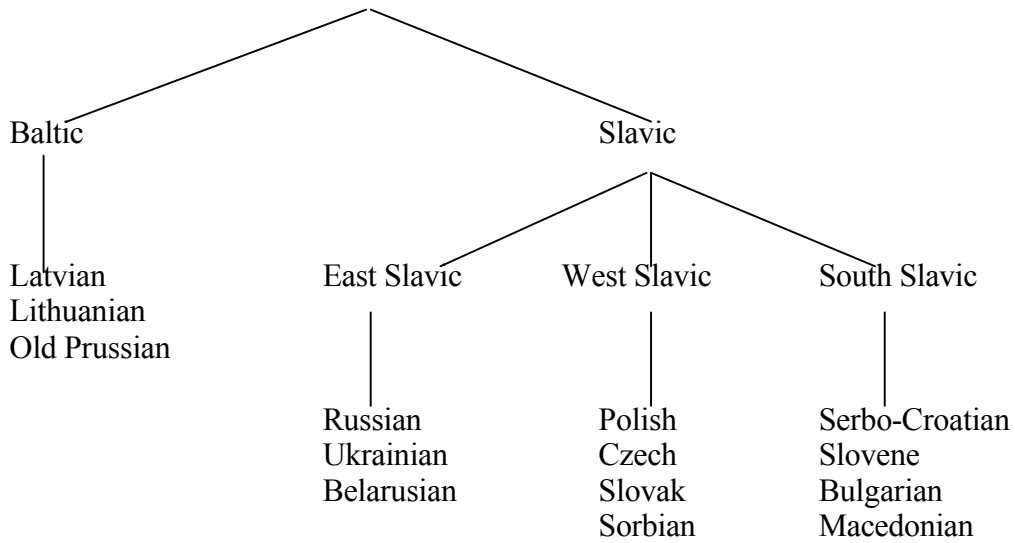 Baltic Slavic
Latvian East Slavic West Slavic South Slavic
Lithuanian
Old Prussian
Russian Polish Serbo-Croatian
Ukrainian Czech Slovene
Belarusian Slovak Bulgarian
Sorbian Macedonian